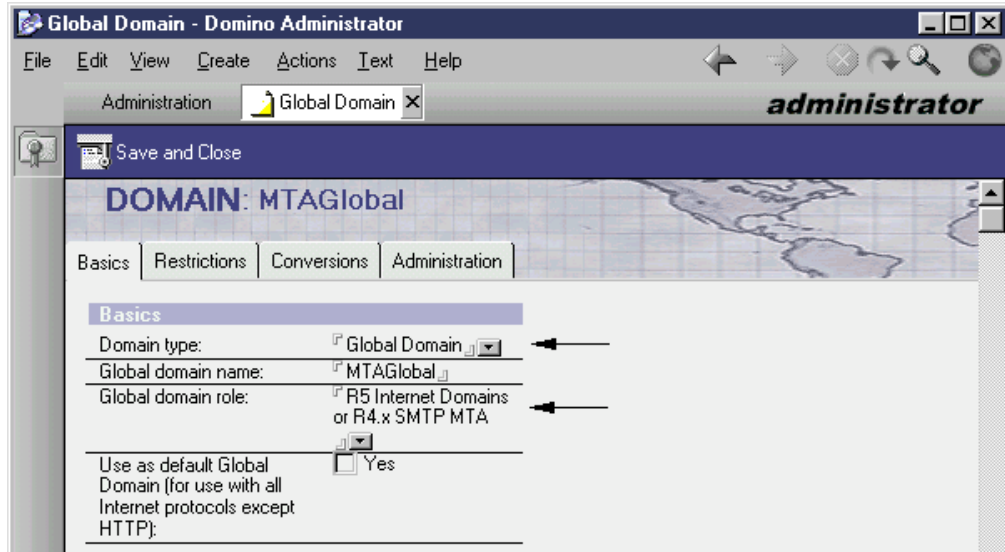 Global Domain - Domino Administrator
File Edit View Create Actions Text Help
Administration Global Domain administrator
Save and Close
DOMAIN: MTAGlobal
Basics Restrictions Conversions Administration
Basics
Domain type: Global Domain
Global domain name: MTAGlobal
Global domain role: R5 Internet Domains
or R4.x SMTP MTA
Use as default Global Yes
Domain (for use with all
Internet protocols except
HTTP):